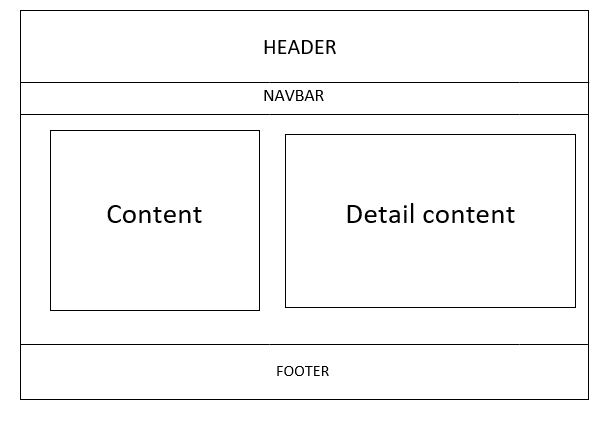 HEADER
NAVBAR
Content
Detail content
FOOTER